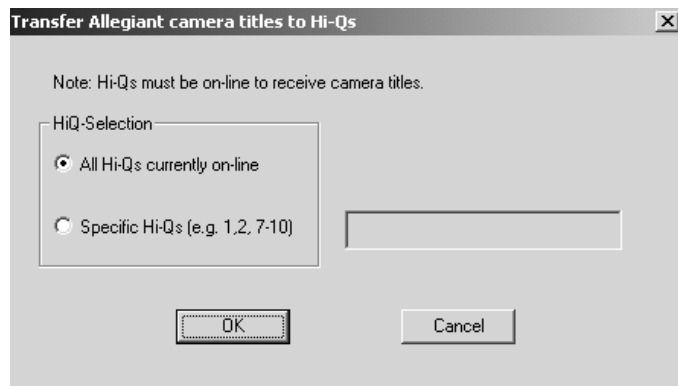 Transfer Allegiant camera titles to Hi-Qs
Note: Hi-Qs must be on-line to receive camera titles.
HiQ-Selection
All Hi-Qs currently on-line
Specific Hi-Qs (e.g. 1,2, 7-10)
OK Cancel